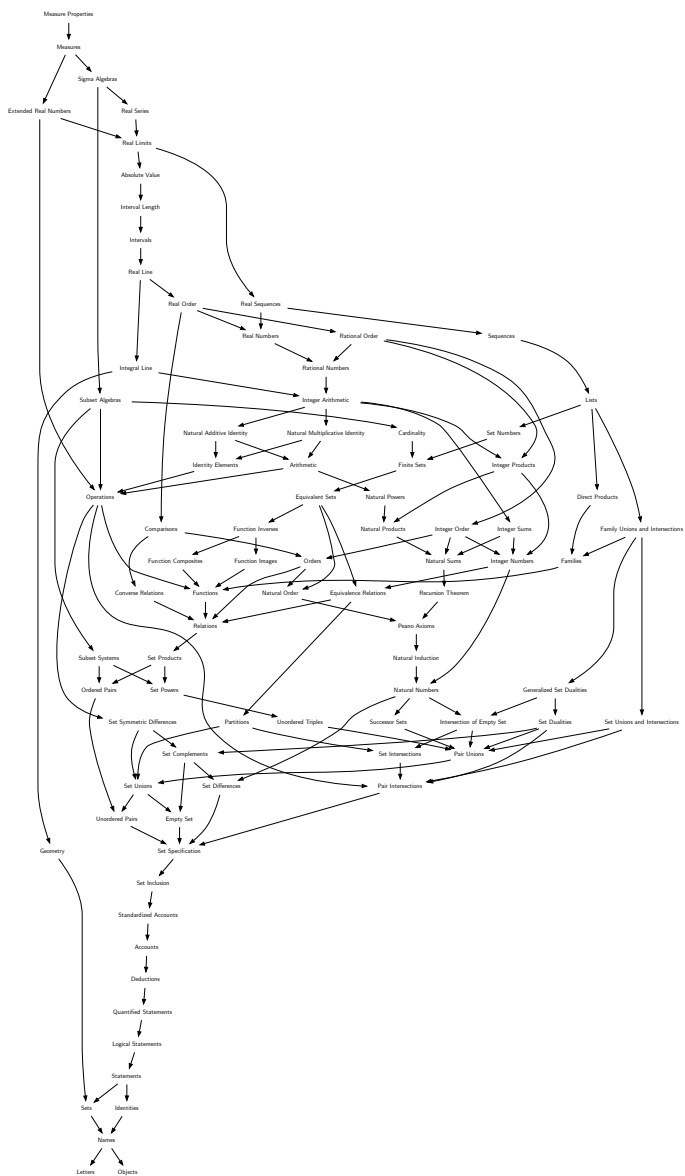 Measure Properties
Measures
Sigma Algebras
Extended Real Numbers
Real Series
Real Limits
Absolute Value
Interval Length
Intervals
Real Line
Real Order
Real Sequences
Real Numbers
Rational Order
Sequences
Integral Line
Rational Numbers
Subset Algebras
Integer Arithmetic
Lists
Natural Additive Identity
Natural Multiplicative Identity
Cardinality
Set Numbers
Identity Elements
Arithmetic
Finite Sets
Integer Products
Operations
Equivalent Sets
Natural Powers
Direct Products
Comparisons
Function Inverses
Natural Products
Integer Order
Integer Sums
Family Unions and Intersections
Function Composites
Function Images
Orders
Natural Sums
Integer Numbers
Families
Converse Relations
Functions
Natural Order
Equivalence Relations
Recursion Theorem
Relations
Peano Axioms
Subset Systems
Set Products
Natural Induction
Ordered Pairs
Set Powers
Natural Numbers
Generalized Set Dualities
Set Symmetric Differences
Partitions
Unordered Triples
Successor Sets
Intersection of Empty Set
Set Dualities
Set Unions and Intersections
Set Complements
Set Intersections
Pair Unions
Set Unions
Set Differences
Pair Intersections
Unordered Pairs
Empty Set
Geometry
Set Specification
Set Inclusion
Standardized Accounts
Accounts
Deductions
Quantified Statements
Logical Statements
Statements
Sets
Identities
Names
Letters
Objects